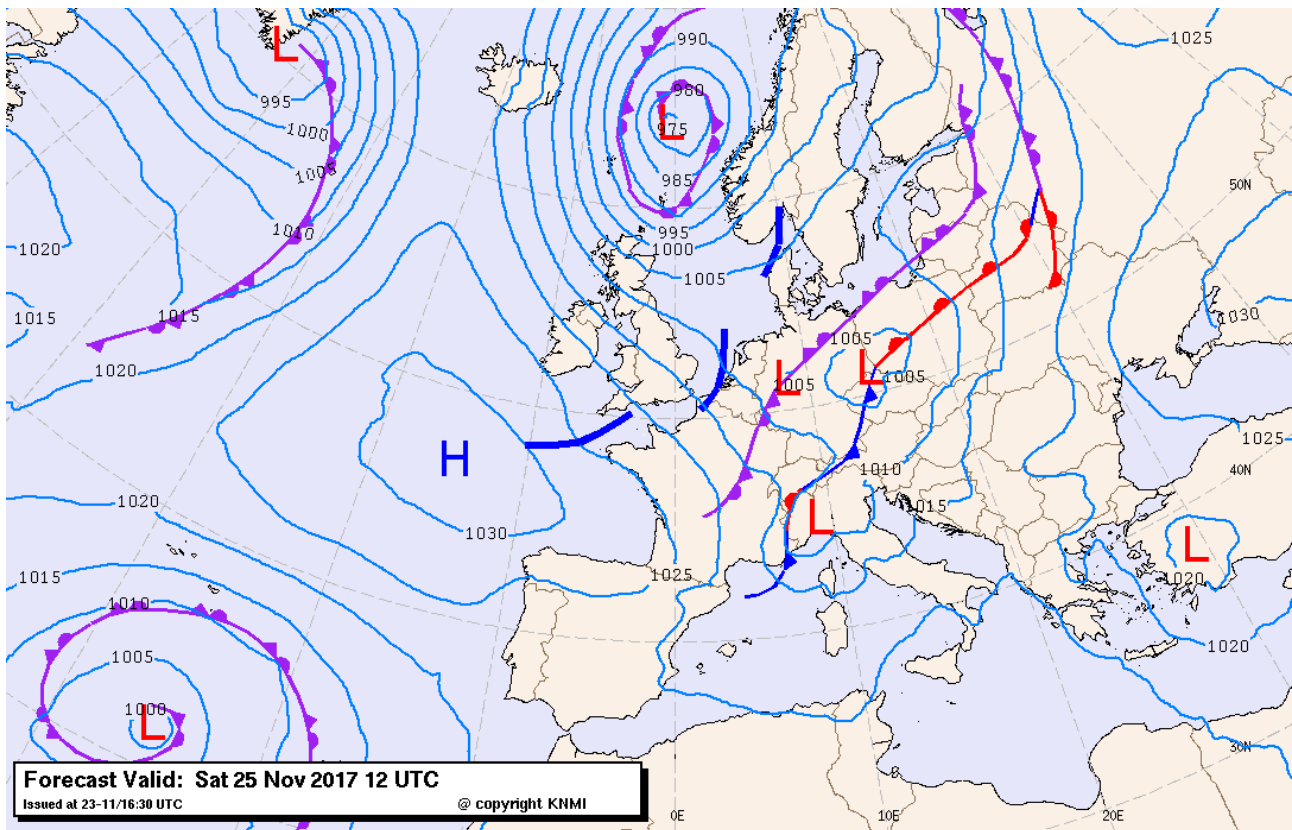 L
990
1025
995
980
L
975
1000
1005
50N
985
1010
1020
995
1000
1005
1015
1015
1030
1005
1020
L
L
1005
1005
1025
H
1010
40N
1020
1015
1030
L
L
1025
1020
1015
1010
1020
1005
1000
L
30N
Forecast Valid: Sat 25 Nov 2017 12 UTC
Issued at 23-11/16:30 UTC @ copyright KNMI
0E
10E
20E